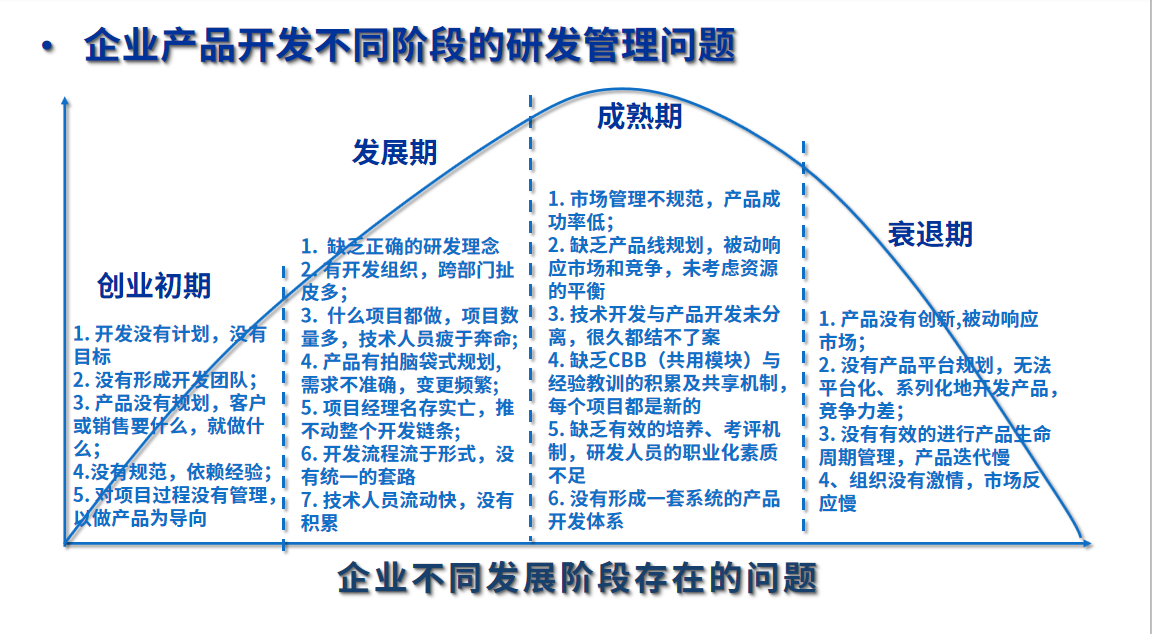 • 企业产品开发不同阶段的研发管理问题
创业初期
1. 开发没有计划，没有
目标
2. 没有形成开发团队；
3. 产品没有规划，客户
或销售要什么，就做什
么；
4.没有规范，依赖经验；
5. 对项目过程没有管理，
以做产品为导向
发展期
1. 缺乏正确的研发理念
2. 有开发组织，跨部门扯
皮多；
3. 什么项目都做，项目数
量多，技术人员疲于奔命;
4. 产品有拍脑袋式规划,
需求不准确，变更频繁；
5. 项目经理名存实亡，推
不动整个开发链条;
6. 开发流程流于形式，没
有统一的套路
7. 技术人员流动快，没有
积累
成熟期
1. 市场管理不规范，产品成
功率低；
2. 缺乏产品线规划，被动响
应市场和竞争，未考虑资源
的平衡
3. 技术开发与产品开发未分
离，很久都结不了案
4. 缺乏CBB（共用模块）与
经验教训的积累及共享机制，
每个项目都是新的
5. 缺乏有效的培养、考评机
制，研发人员的职业化素质
不足
6. 没有形成一套系统的产品
开发体系
衰退期
1. 产品没有创新,被动响应
市场；
2. 没有产品平台规划，无法
平台化、系列化地开发产品，
竞争力差；
3. 没有有效的进行产品生命
周期管理，产品迭代慢
4、组织没有激情，市场反
应慢
企业不同发展阶段存在的问题